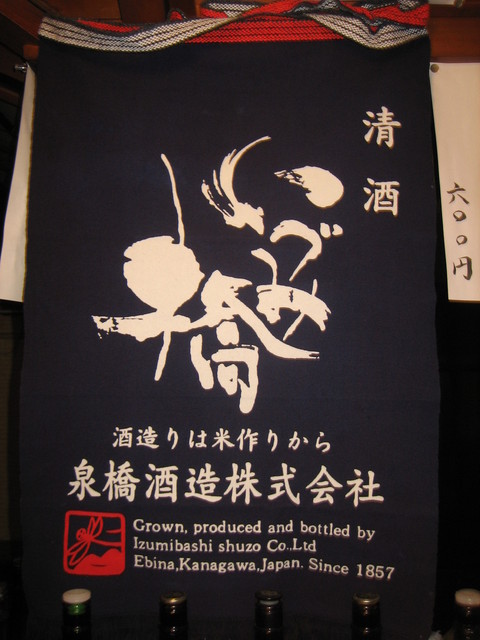 清酒
いづみ橋
酒造りは米作りから
泉橋酒造株式会社
Grown, produced and bottled by
Izumibashi shuzo Co.,Ltd
Ebina,Kanagawa,Japan. Since 1857
六〇〇円